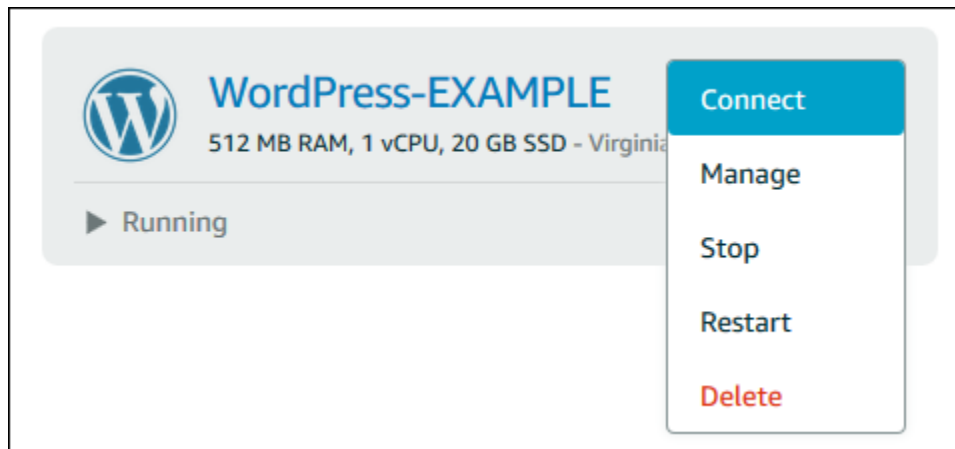 WordPress-EXAMPLE
512 MB RAM, 1 vCPU, 20 GB SSD - Virginia
Running
Connect
Manage
Stop
Restart
Delete